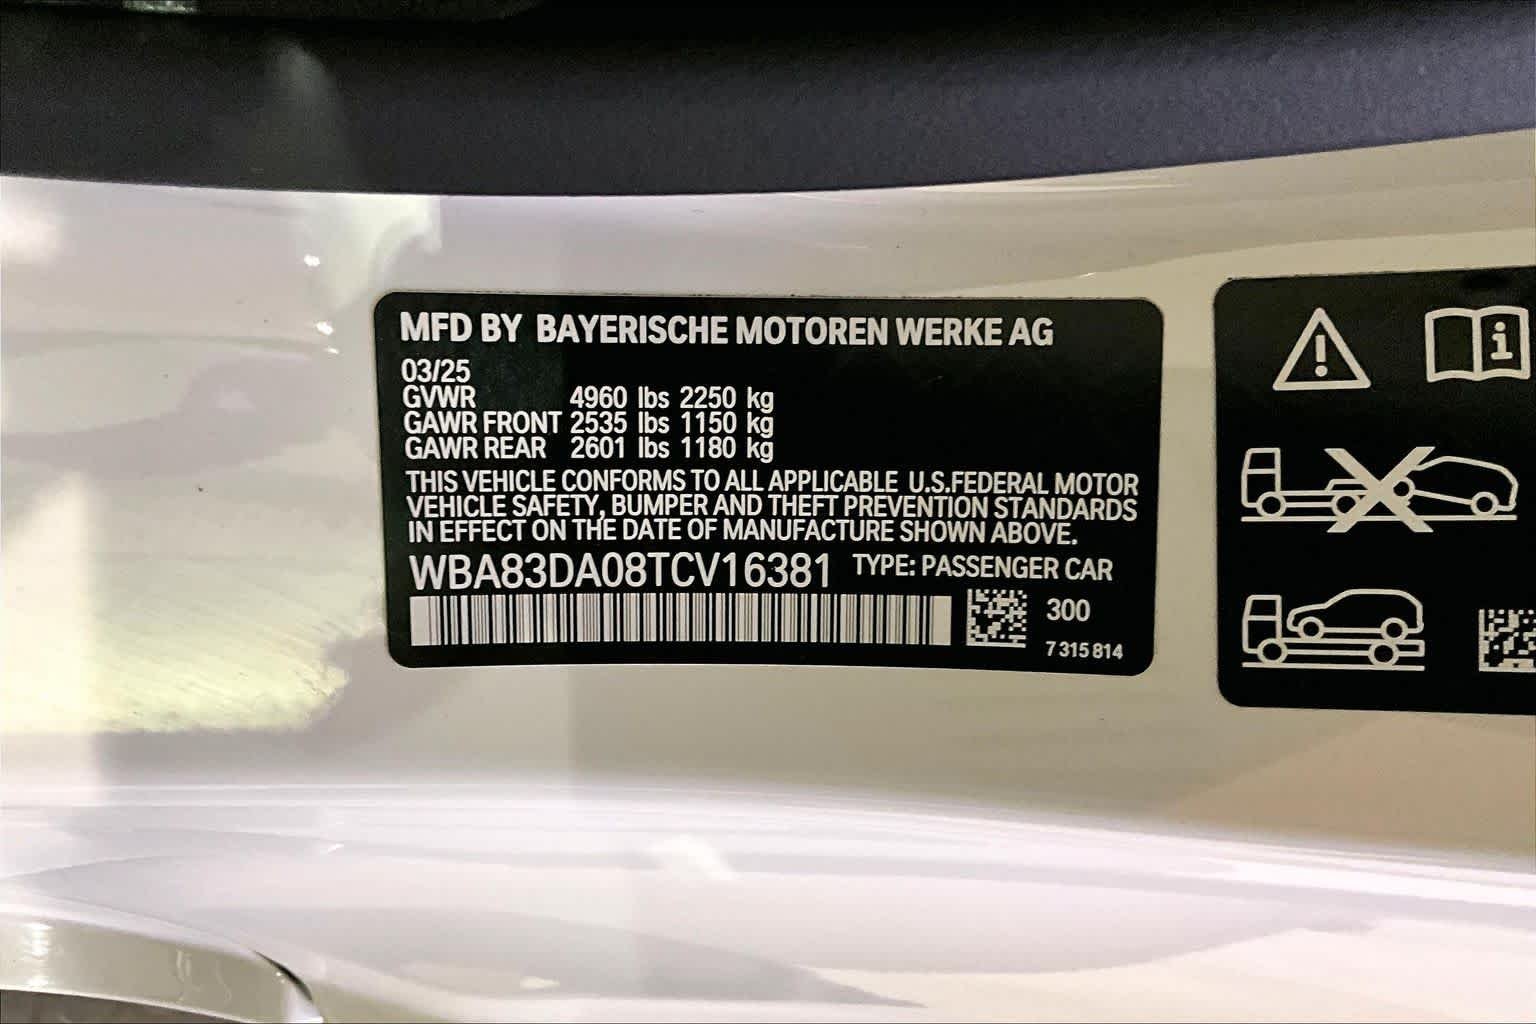 MFD BY BAYERISCHE MOTOREN WERKE AG
03/25
GVWR 4960 lbs 2250 kg
GAWR FRONT 2535 lbs 1150 kg
GAWR REAR 2601 lbs 1180 kg
THIS VEHICLE CONFORMS TO ALL APPLICABLE U.S.FEDERAL MOTOR
VEHICLE SAFETY, BUMPER AND THEFT PREVENTION STANDARDS
IN EFFECT ON THE DATE OF MANUFACTURE SHOWN ABOVE.
WBA83DA08TCV16381 TYPE: PASSENGER CAR
300
7 315 814